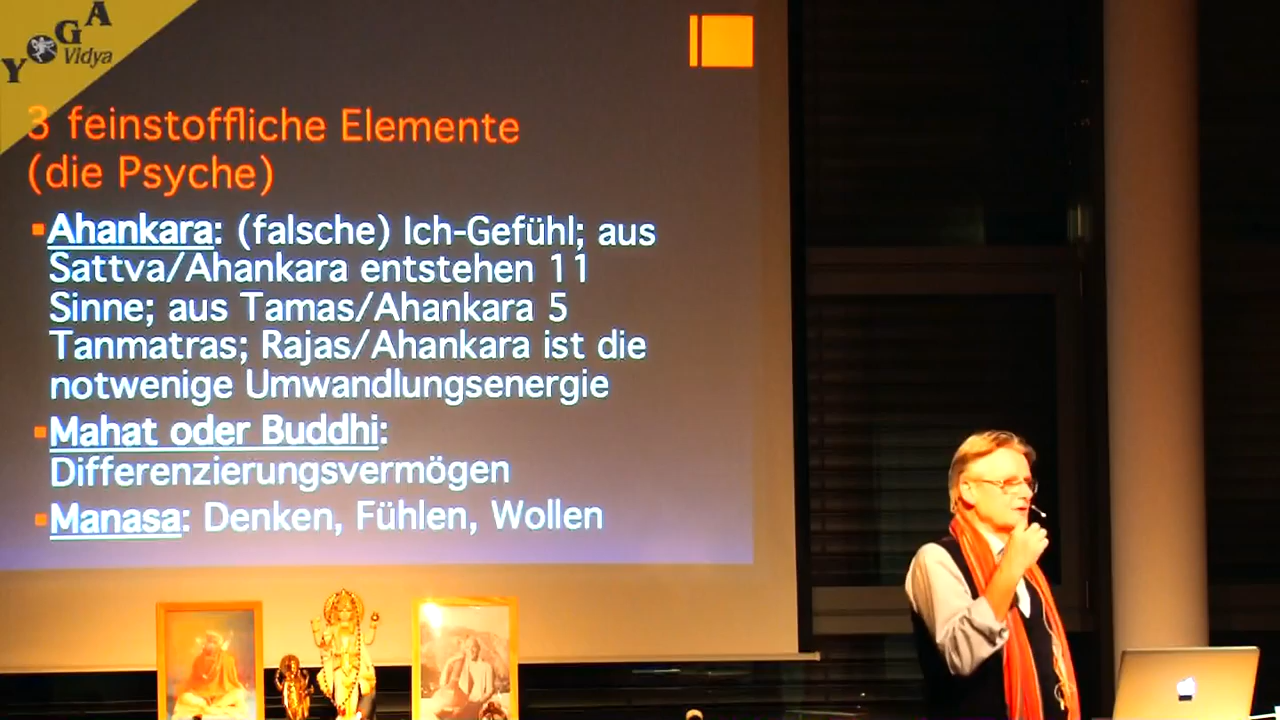 YOGA
Vidya
3 feinstoffliche Elemente
(die Psyche)
Ahankara: (falsche) Ich-Gefühl; aus
Sattva/Ahankara entstehen 11
Sinne; aus Tamas/Ahankara 5
Tanmatras; Rajas/Ahankara ist die
notwenige Umwandlungsenergie
Mahat oder Buddhi:
Differenzierungsvermögen
Manasa: Denken, Fühlen, Wollen